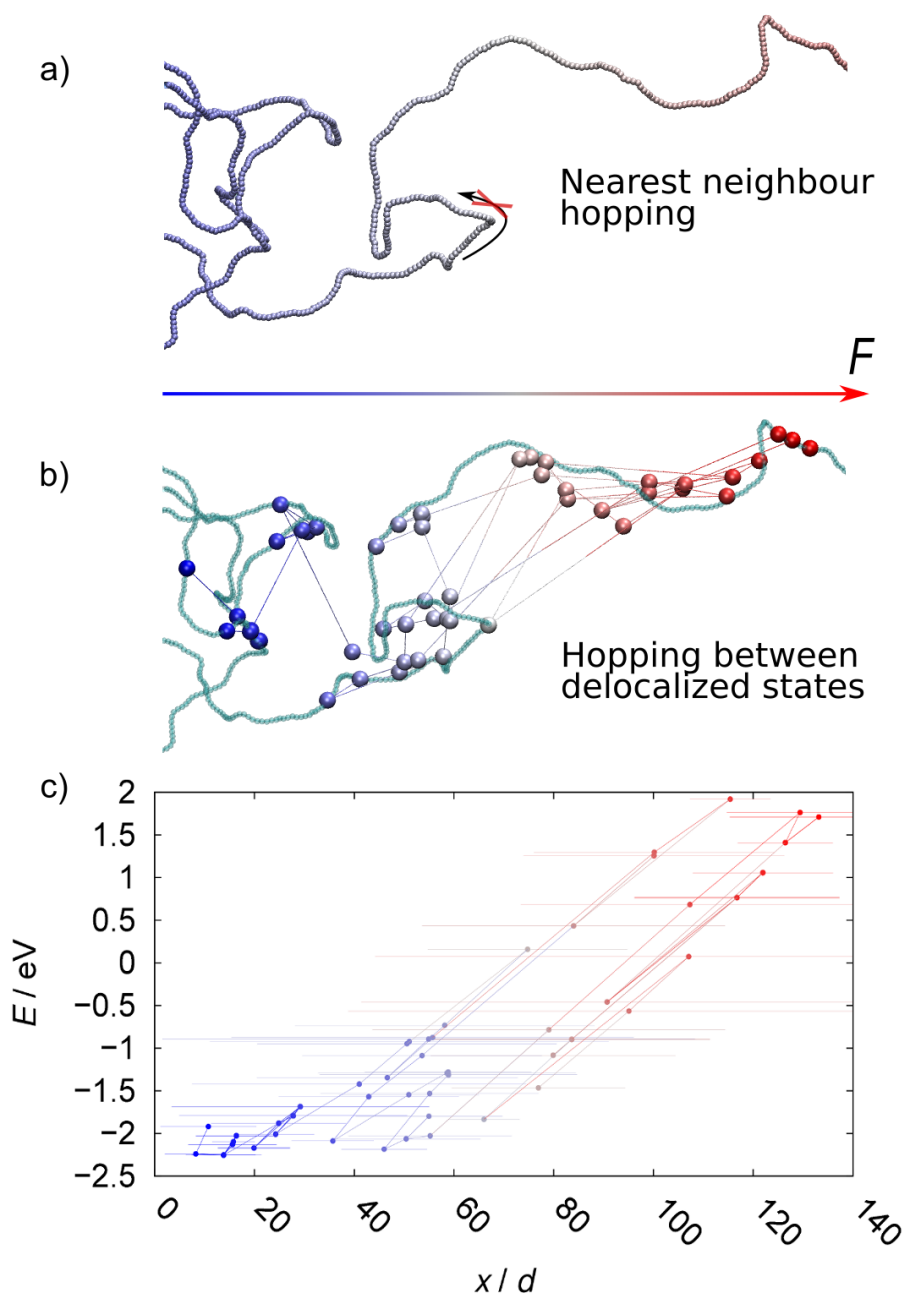 a)
Nearest neighbour
hopping
F
b)
Hopping between
delocalized states
c)
2
1.5
1
0.5
0
−0.5
−1
−1.5
−2
−2.5
E / eV
0 20 40 60 80 100 120 140
x / d